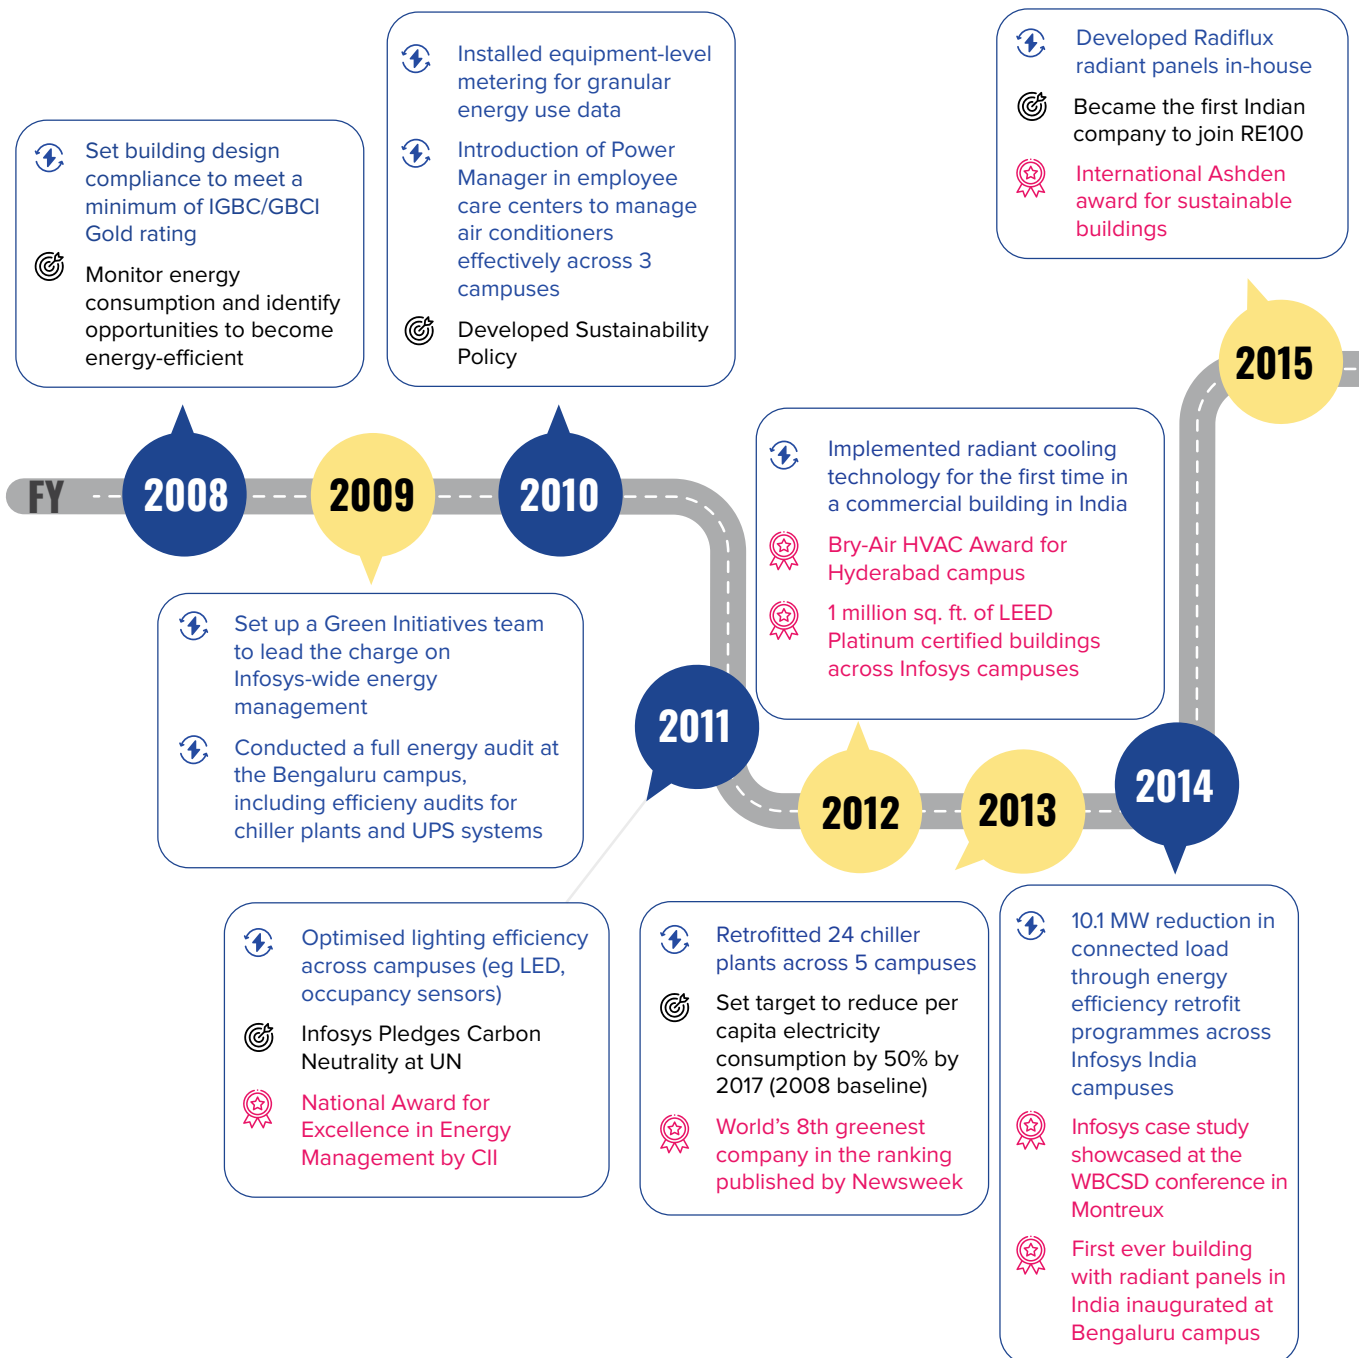 FY
2008
Set building design
compliance to meet a
minimum of IGBC/GBCI
Gold rating
Monitor energy
consumption and identify
opportunities to become
energy-efficient
2009
Set up a Green Initiatives team
to lead the charge on
Infosys-wide energy
management
Conducted a full energy audit at
the Bengaluru campus,
including efficieny audits for
chiller plants and UPS systems
2010
Installed equipment-level
metering for granular
energy use data
Introduction of Power
Manager in employee
care centers to manage
air conditioners
effectively across 3
campuses
Developed Sustainability
Policy
2011
Optimised lighting efficiency
across campuses (eg LED,
occupancy sensors)
Infosys Pledges Carbon
Neutrality at UN
National Award for
Excellence in Energy
Management by CII
2012
Implemented radiant cooling
technology for the first time in
a commercial building in India
Bry-Air HVAC Award for
Hyderabad campus
1 million sq. ft. of LEED
Platinum certified buildings
across Infosys campuses
2013
Retrofitted 24 chiller
plants across 5 campuses
Set target to reduce per
capita electricity
consumption by 50% by
2017 (2008 baseline)
World's 8th greenest
company in the ranking
published by Newsweek
2014
10.1 MW reduction in
connected load
through energy
efficiency retrofit
programmes across
Infosys India
campuses
Infosys case study
showcased at the
WBCSD conference in
Montreux
First ever building
with radiant panels in
India inaugurated at
Bengaluru campus
2015
Developed Radiflux
radiant panels in-house
Became the first Indian
company to join RE100
International Ashden
award for sustainable
buildings